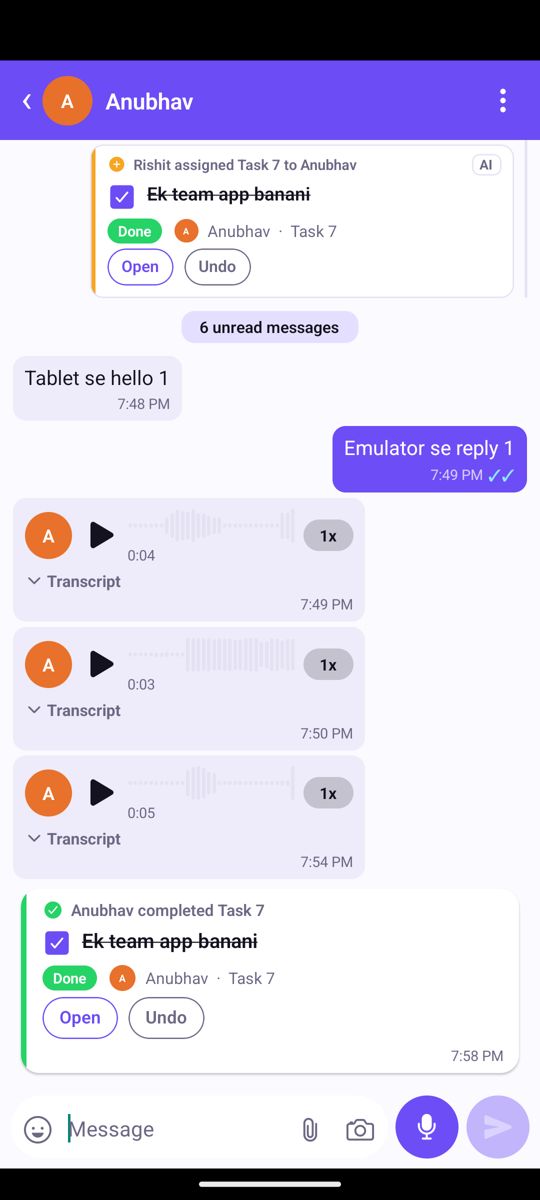 A Anubhav
Rishit assigned Task 7 to Anubhav AI
Ek team app banani
Done A Anubhav · Task 7
Open Undo
6 unread messages
Tablet se hello 1
7:48 PM
Emulator se reply 1
7:49 PM
A 1x
0:04
Transcript
7:49 PM
A 1x
0:03
Transcript
7:50 PM
A 1x
0:05
Transcript
7:54 PM
Anubhav completed Task 7
Ek team app banani
Done A Anubhav · Task 7
Open Undo
7:58 PM
Message